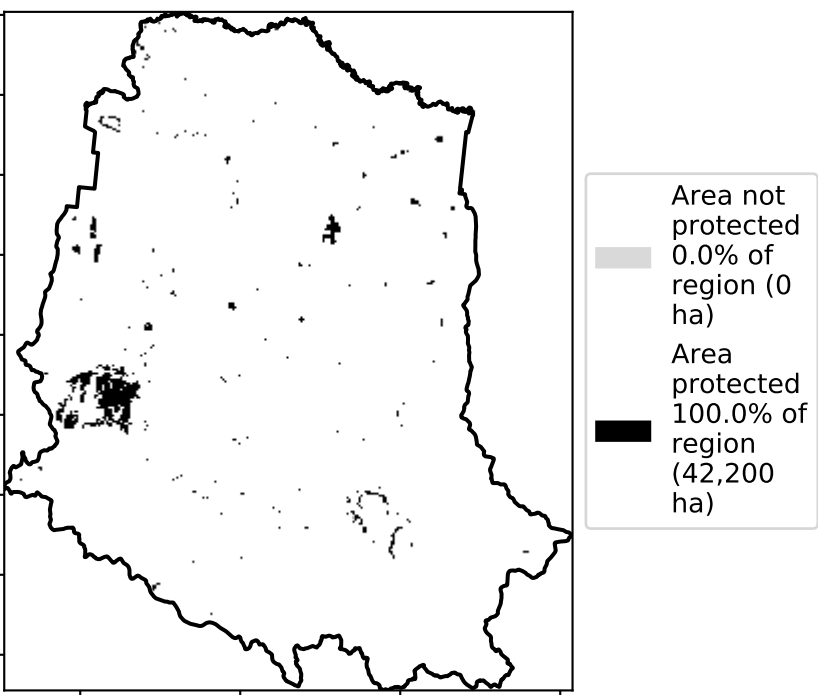 Area not
protected
0.0% of
region (0
ha)
Area
protected
100.0% of
region
(42,200
ha)